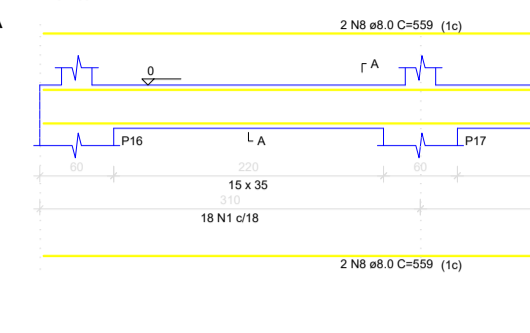 2 N8 ø8.0 C=559 (1c)
A
0
P16
A
P17
60 220 60
15 x 35
310
18 N1 c/18
2 N8 ø8.0 C=559 (1c)